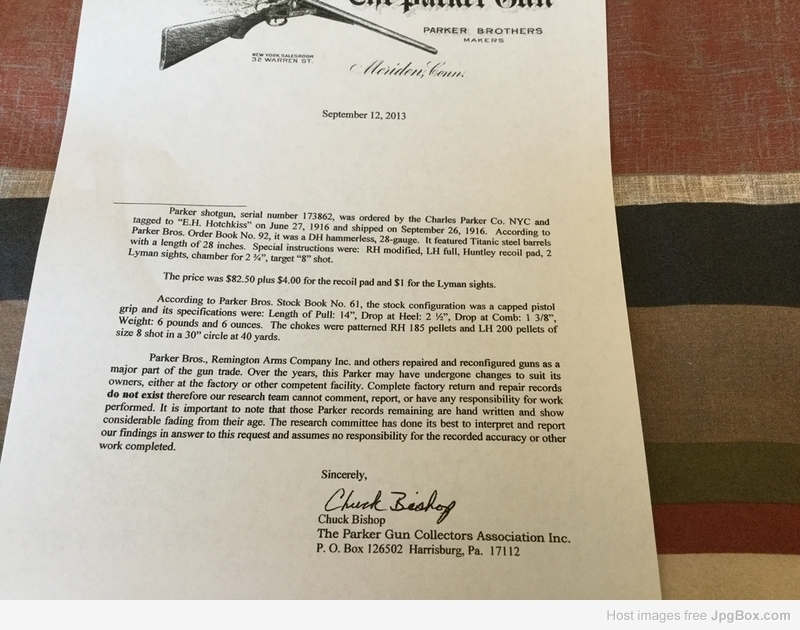 The Parker Gun
PARKER BROTHERS
MAKERS
NEW YORK SALESROOM
32 WARREN ST.
Meriden, Conn.
September 12, 2013
Parker shotgun, serial number 173862, was ordered by the Charles Parker Co. NYC and
tagged to “E.H. Hotchkiss” on June 27, 1916 and shipped on September 26, 1916. According to
Parker Bros. Order Book No. 92, it was a DH hammerless, 28-gauge. It featured Titanic steel barrels
with a length of 28 inches. Special instructions were: RH modified, LH full, Huntley recoil pad, 2
Lyman sights, chamber for 2 ¾”, target “8” shot.
The price was $82.50 plus $4.00 for the recoil pad and $1 for the Lyman sights.
According to Parker Bros. Stock Book No. 61, the stock configuration was a capped pistol
grip and its specifications were: Length of Pull: 14”, Drop at Heel: 2 ½”, Drop at Comb: 1 3/8”,
Weight: 6 pounds and 6 ounces. The chokes were patterned RH 185 pellets and LH 200 pellets of
size 8 shot in a 30” circle at 40 yards.
Parker Bros., Remington Arms Company Inc. and others repaired and reconfigured guns as a
major part of the gun trade. Over the years, this Parker may have undergone changes to suit its
owners, either at the factory or other competent facility. Complete factory return and repair records
do not exist therefore our research team cannot comment, report, or have any responsibility for work
performed. It is important to note that those Parker records remaining are hand written and show
considerable fading from their age. The research committee has done its best to interpret and report
our findings in answer to this request and assumes no responsibility for the recorded accuracy or other
work completed.
Sincerely,
Chuck Bishop
Chuck Bishop
The Parker Gun Collectors Association Inc.
P. O. Box 126502 Harrisburg, Pa. 17112
Host images free JpgBox.com